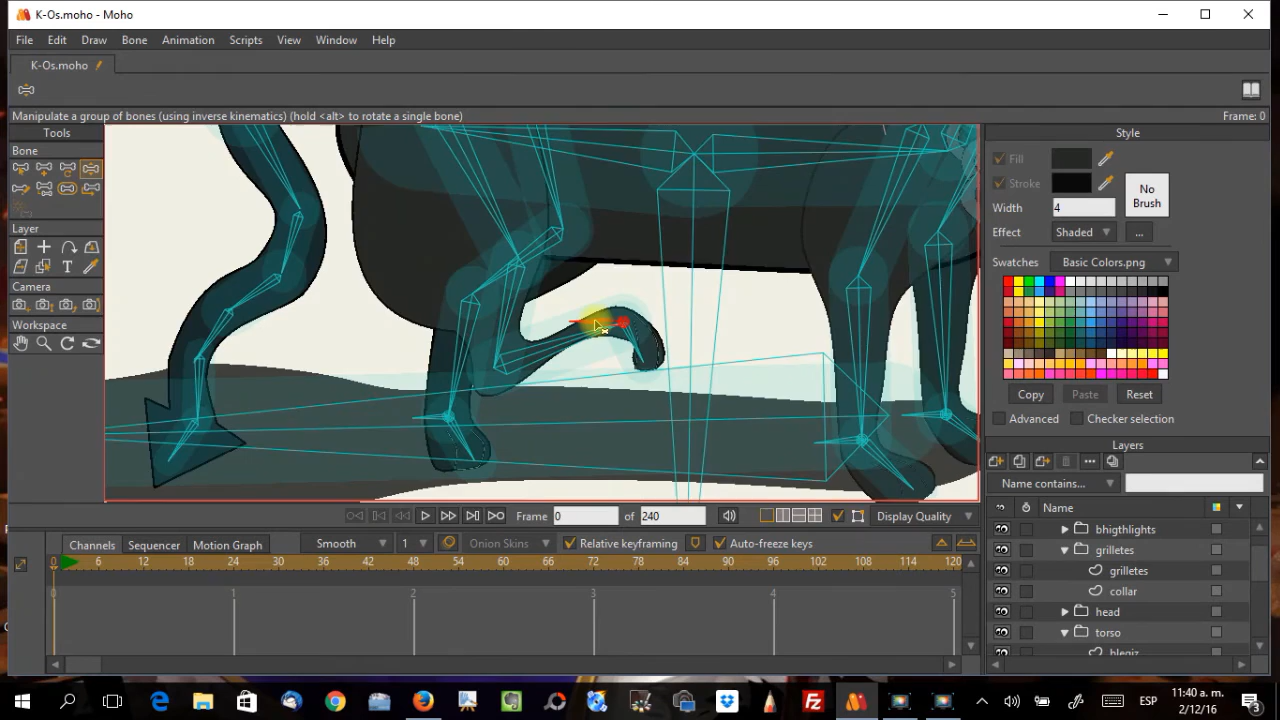 K-Os.moho - Moho
File Edit Draw Bone Animation Scripts View Window Help
K-Os.moho
Manipulate a group of bones (using inverse kinematics) (hold <alt> to rotate a single bone)
Frame: 0
Tools
Bone
Layer
T
Camera
Workspace
Style
Fill
Stroke
No
Brush
Width 4
Effect Shaded ...
Swatches Basic Colors.png
Copy Paste Reset
Advanced Checker selection
Layers
Name contains...
Name
bhigthlights
grilletes
grilletes
collar
head
torso
Frame 0 of 240 Display Quality
Channels Sequencer Motion Graph Smooth 1 Onion Skins Relative keyframing Auto-freeze keys
0 6 12 18 24 30 36 42 48 54 60 66 72 78 84 90 96 102 108 114 120
0 1 2 3 4 5
ESP
11:40 a. m.
2/12/16
3